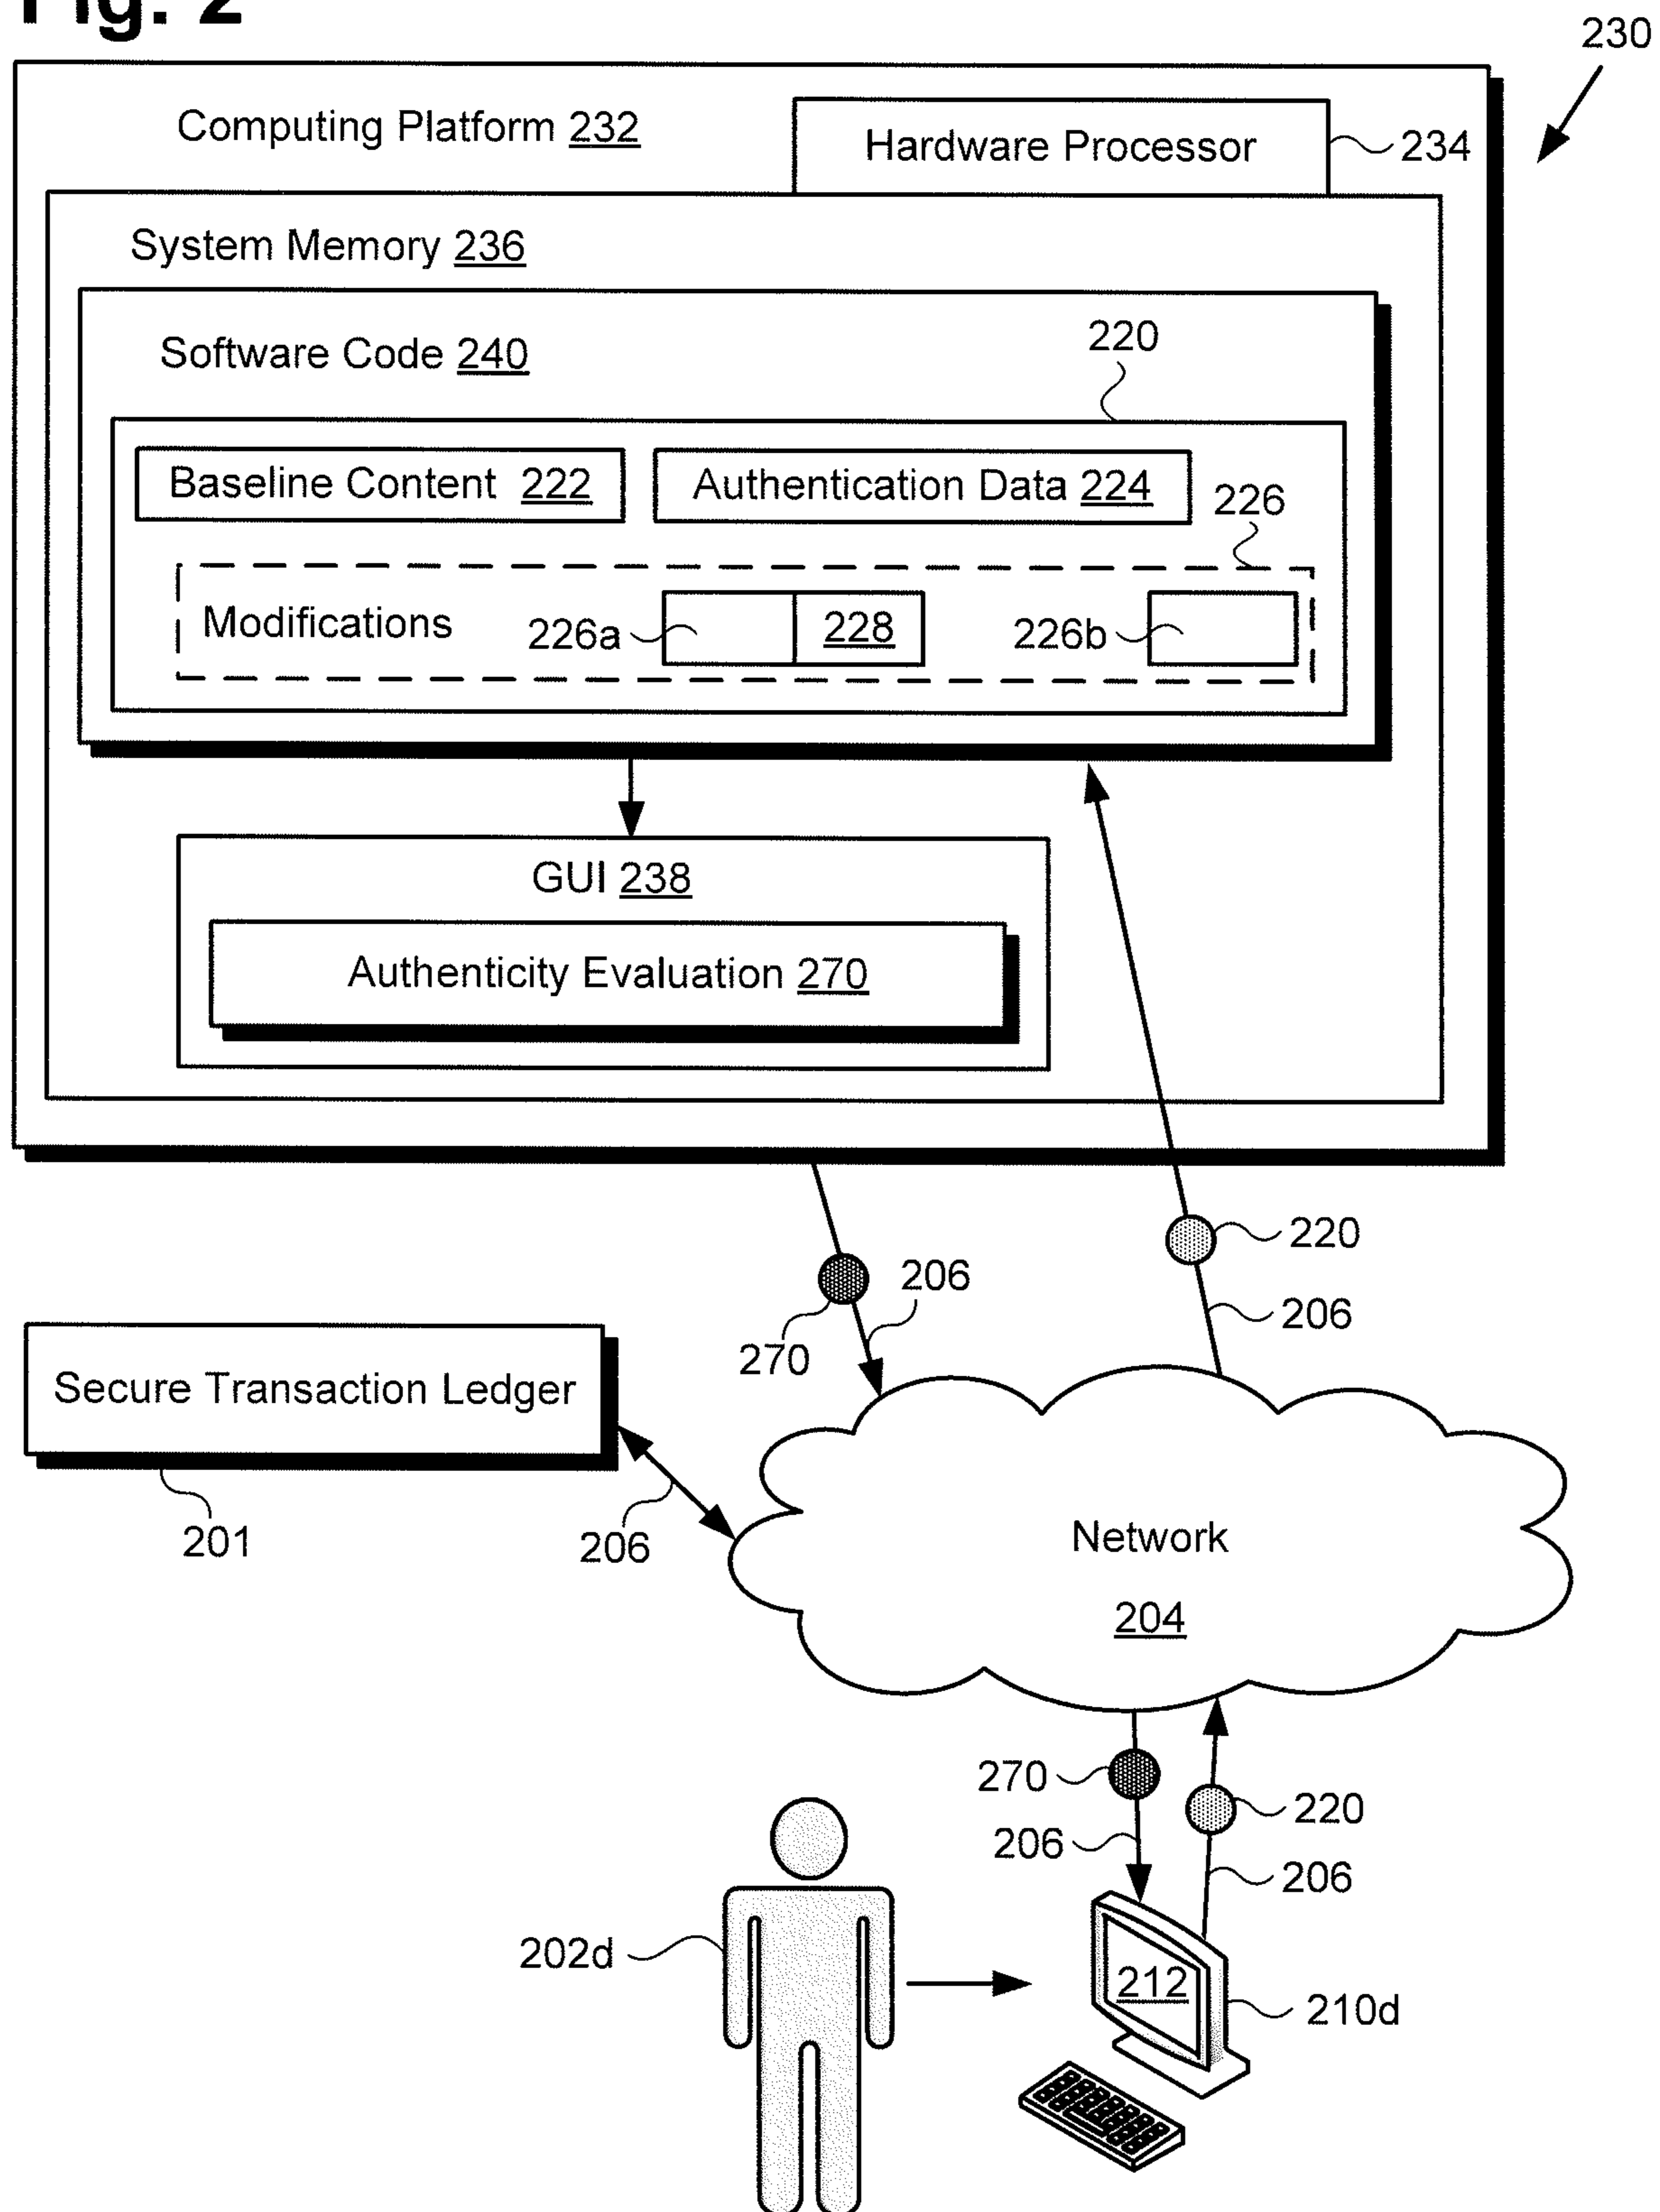 Fig. 2
230
Computing Platform 232
Hardware Processor
234
System Memory 236
Software Code 240
220
Baseline Content 222
Authentication Data 224
226
Modifications
226a
228
226b
GUI 238
Authenticity Evaluation 270
220
206
270
206
Secure Transaction Ledger
201
206
Network
204
270
220
206
206
202d
212
210d